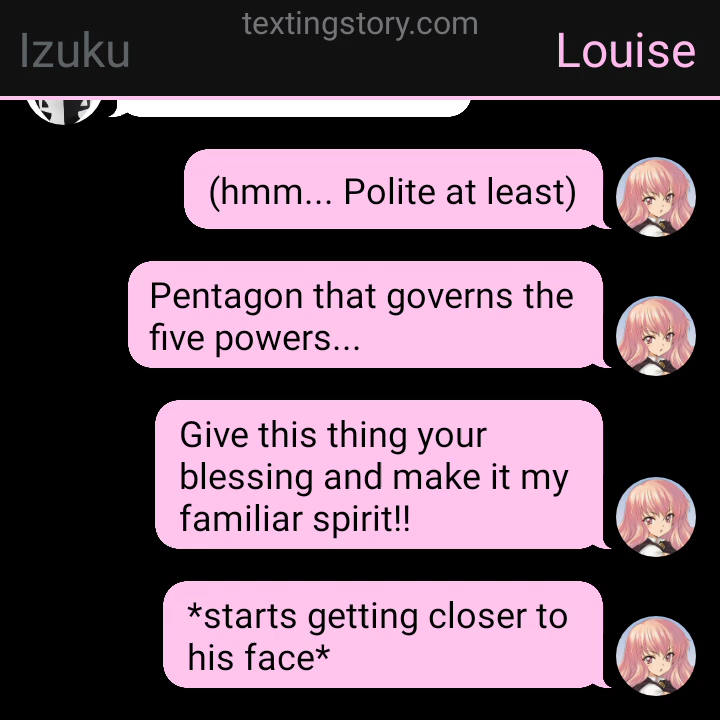 textingstory.com
Izuku
Louise
(hmm... Polite at least)
Pentagon that governs the
five powers...
Give this thing your
blessing and make it my
familiar spirit!!
*starts getting closer to
his face*